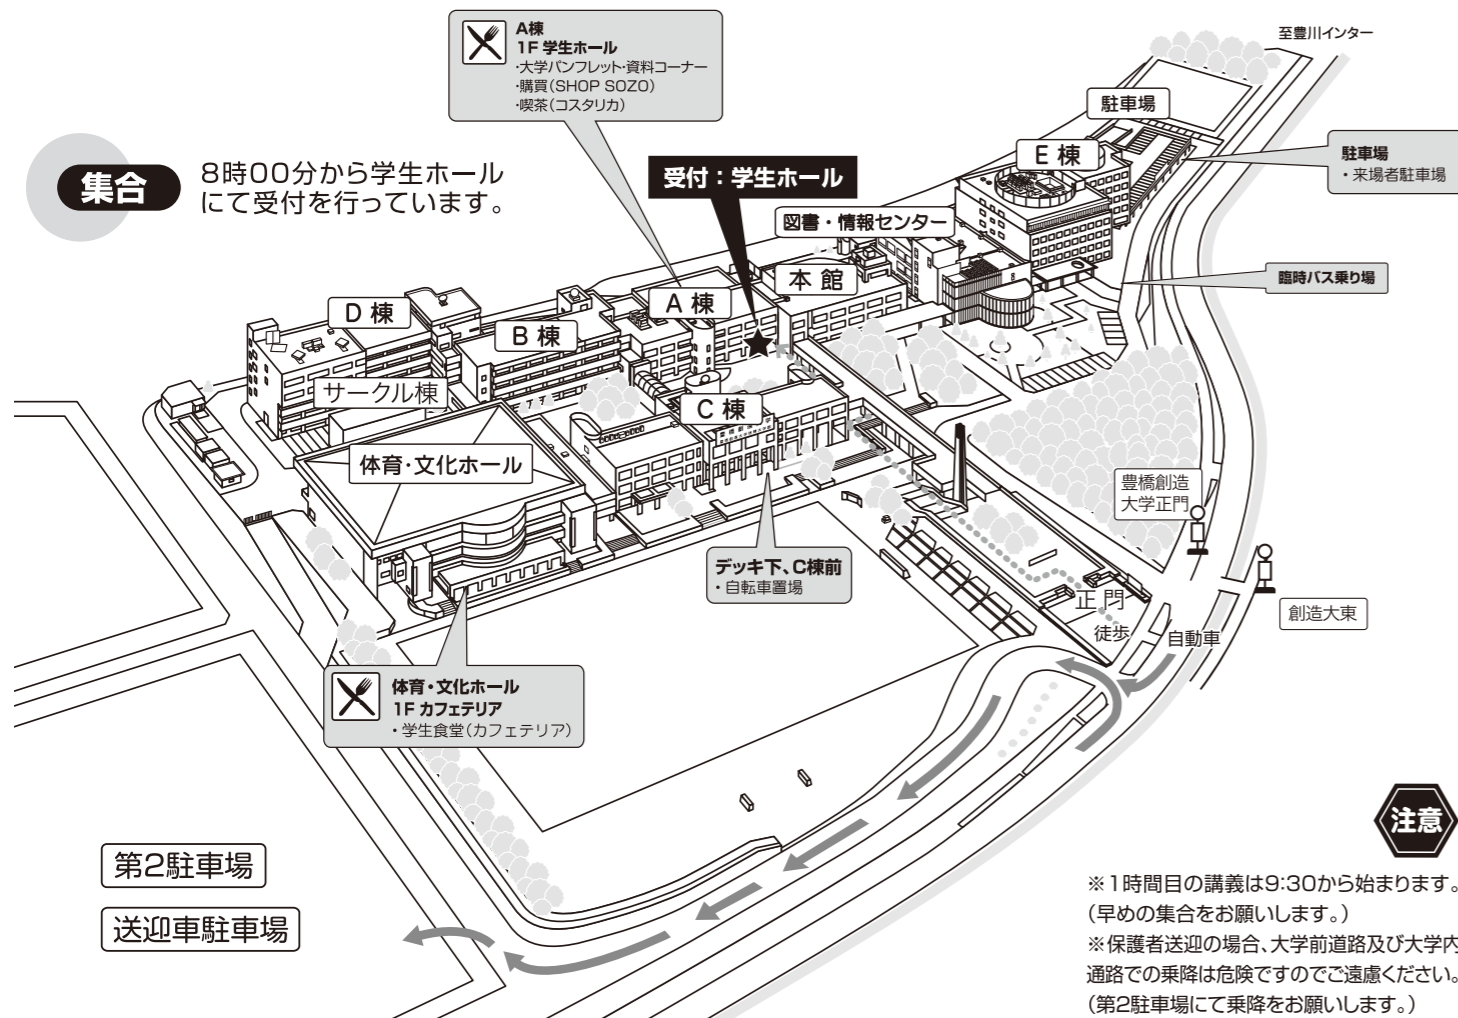 A棟
1F 学生ホール
・大学パンフレット・資料コーナー
・購買(SHOP SOZO)
・喫茶(コスタリカ)
至豊川インター
集合
8時00分から学生ホール
にて受付を行っています。
受付：学生ホール
駐車場
E 棟
駐車場
・来場者駐車場
図書・情報センター
本 館
臨時バス乗り場
A 棟
D 棟
B 棟
サークル棟
C 棟
体育・文化ホール
豊橋創造
大学正門
デッキ下、C棟前
・自転車置場
正 門
徒歩
自動車
創造大東
体育・文化ホール
1F カフェテリア
・学生食堂(カフェテリア)
第2駐車場
送迎車駐車場
注意
※1時間目の講義は9:30から始まります。
(早めの集合をお願いします。)
※保護者送迎の場合、大学前道路及び大学内
通路での乗降は危険ですのでご遠慮ください。
(第2駐車場にて乗降をお願いします。)